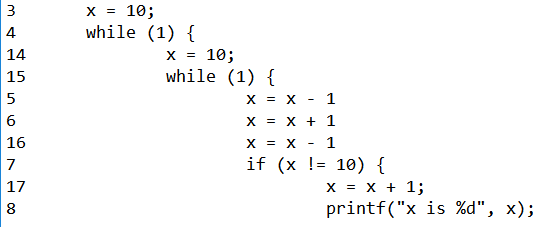 3 x = 10;
4 while (1) {
14 x = 10;
15 while (1) {
5 x = x - 1
6 x = x + 1
16 x = x - 1
7 if (x != 10) {
17 x = x + 1;
8 printf("x is %d", x);